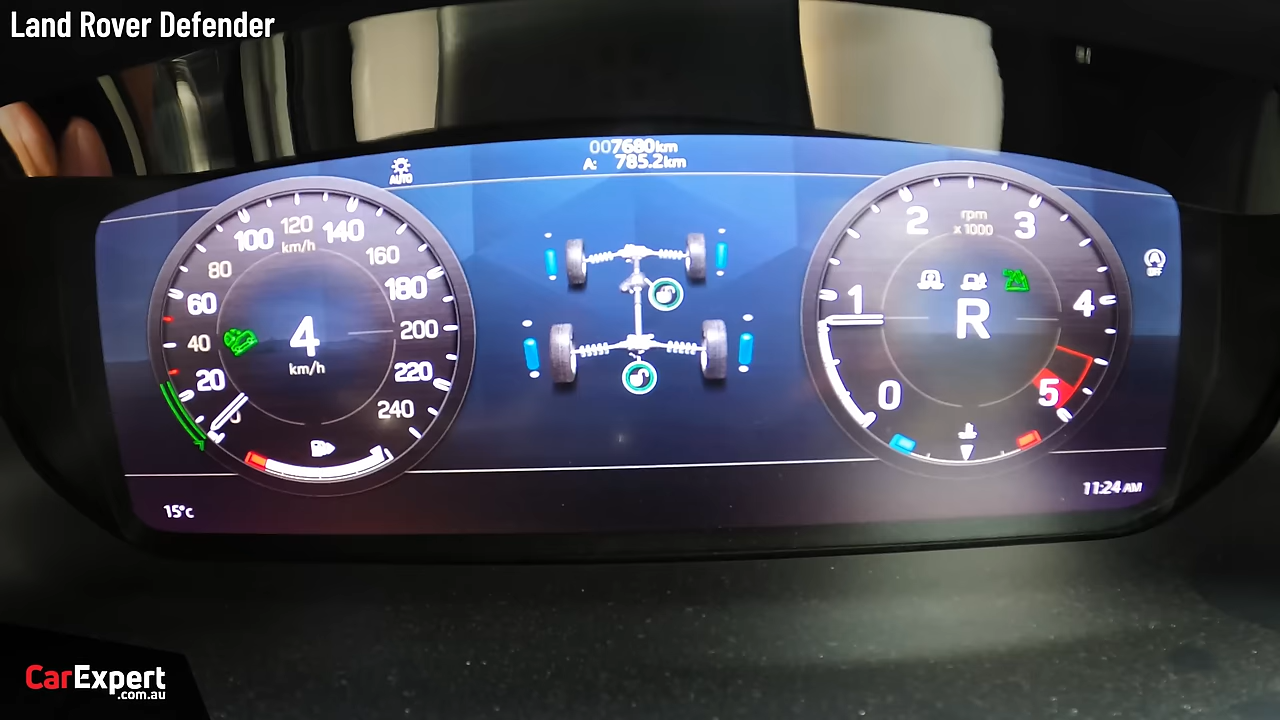 Land Rover Defender
007680km
A: 785.2km
AUTO
0
20
40
60
80
100
120
140
160
180
200
220
240
km/h
4
km/h
0
1
2
3
4
5
rpm
x 1000
R
OFF
15°c
11:24 AM
CarExpert
.com.au